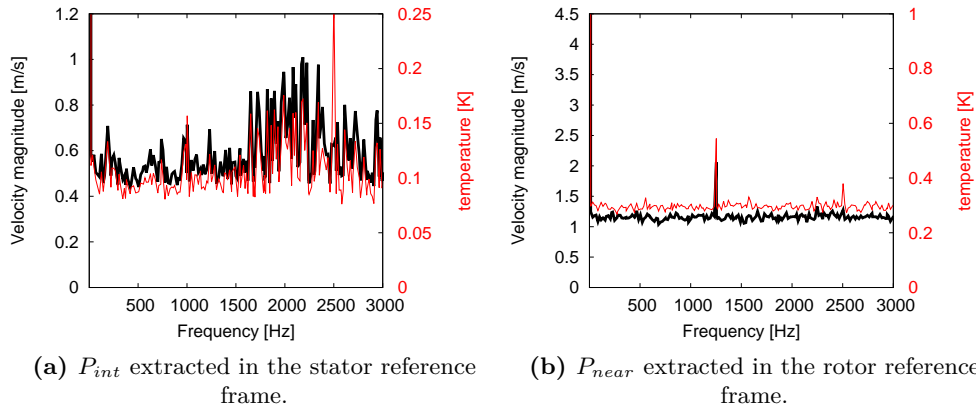 1.2
1
0.8
0.6
0.4
0.2
0
Velocity magnitude [m/s]
500 1000 1500 2000 2500 3000
Frequency [Hz]
0.25
0.2
0.15
0.1
0.05
0
temperature [K]
(a) P_int extracted in the stator reference
frame.
4.5
4
3.5
3
2.5
2
1.5
1
0.5
0
Velocity magnitude [m/s]
500 1000 1500 2000 2500 3000
Frequency [Hz]
1
0.8
0.6
0.4
0.2
0
temperature [K]
(b) P_near extracted in the rotor reference
frame.